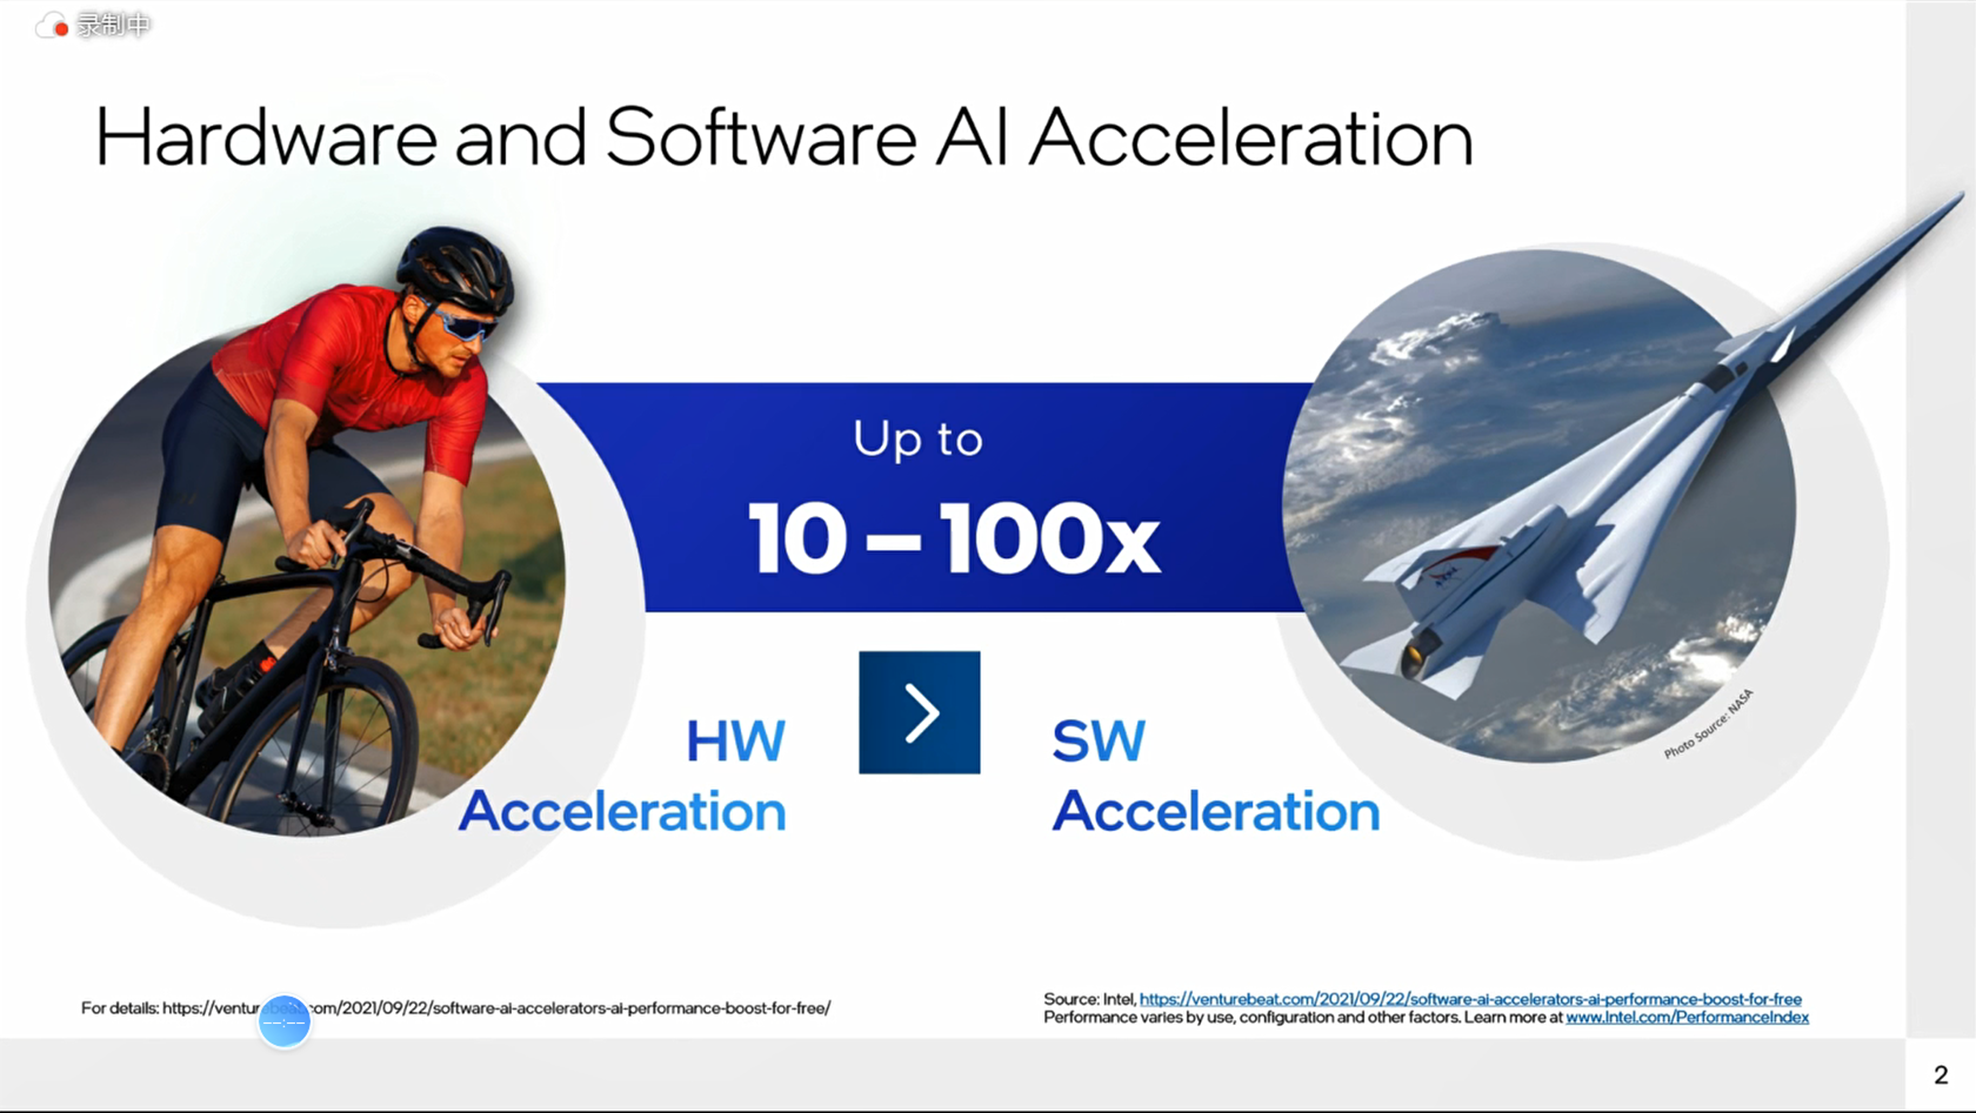 录制中
Hardware and Software AI Acceleration
Up to
10 – 100x
HW
Acceleration
SW
Acceleration
NASA
Photo Source: NASA
For details: https://venturebeat.com/2021/09/22/software-ai-accelerators-ai-performance-boost-for-free/
--:--
Source: Intel, https://venturebeat.com/2021/09/22/software-ai-accelerators-ai-performance-boost-for-free
Performance varies by use, configuration and other factors. Learn more at www.Intel.com/PerformanceIndex
2